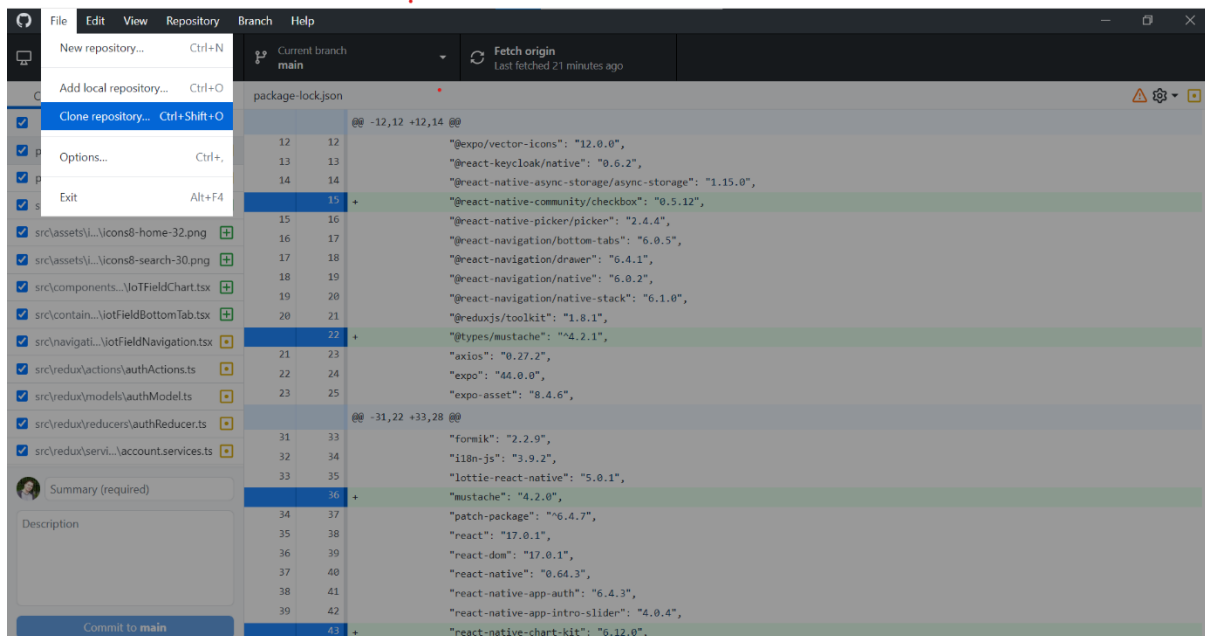 File Edit View Repository Branch Help
New repository... Ctrl+N
Add local repository... Ctrl+O
Clone repository... Ctrl+Shift+O
Options... Ctrl+,
Exit Alt+F4
Current branch
main
Fetch origin
Last fetched 21 minutes ago
src\assets\i...\icons8-home-32.png
src\assets\i...\icons8-search-30.png
src\components...\IoTFieldChart.tsx
src\contain...\iotFieldBottomTab.tsx
src\navigati...\iotFieldNavigation.tsx
src\redux\actions\authActions.ts
src\redux\models\authModel.ts
src\redux\reducers\authReducer.ts
src\redux\servi...\account.services.ts
Summary (required)
Description
Commit to main
package-lock.json
@@ -12,12 +12,14 @@
12 12 "@expo/vector-icons": "12.0.0",
13 13 "@react-keycloak/native": "0.6.2",
14 14 "@react-native-async-storage/async-storage": "1.15.0",
15 + "@react-native-community/checkbox": "0.5.12",
15 16 "@react-native-picker/picker": "2.4.4",
16 17 "@react-navigation/bottom-tabs": "6.0.5",
17 18 "@react-navigation/drawer": "6.4.1",
18 19 "@react-navigation/native": "6.0.2",
19 20 "@react-navigation/native-stack": "6.1.0",
20 21 "@reduxjs/toolkit": "1.8.1",
22 + "@types/mustache": "^4.2.1",
21 23 "axios": "0.27.2",
22 24 "expo": "44.0.0",
23 25 "expo-asset": "8.4.6",
@@ -31,22 +33,28 @@
31 33 "formik": "2.2.9",
32 34 "i18n-js": "3.9.2",
33 35 "lottie-react-native": "5.0.1",
36 + "mustache": "4.2.0",
34 37 "patch-package": "^6.4.7",
35 38 "react": "17.0.1",
36 39 "react-dom": "17.0.1",
37 40 "react-native": "0.64.3",
38 41 "react-native-app-auth": "6.4.3",
39 42 "react-native-app-intro-slider": "4.0.4",
43 + "react-native-chart-kit": "6.12.0",